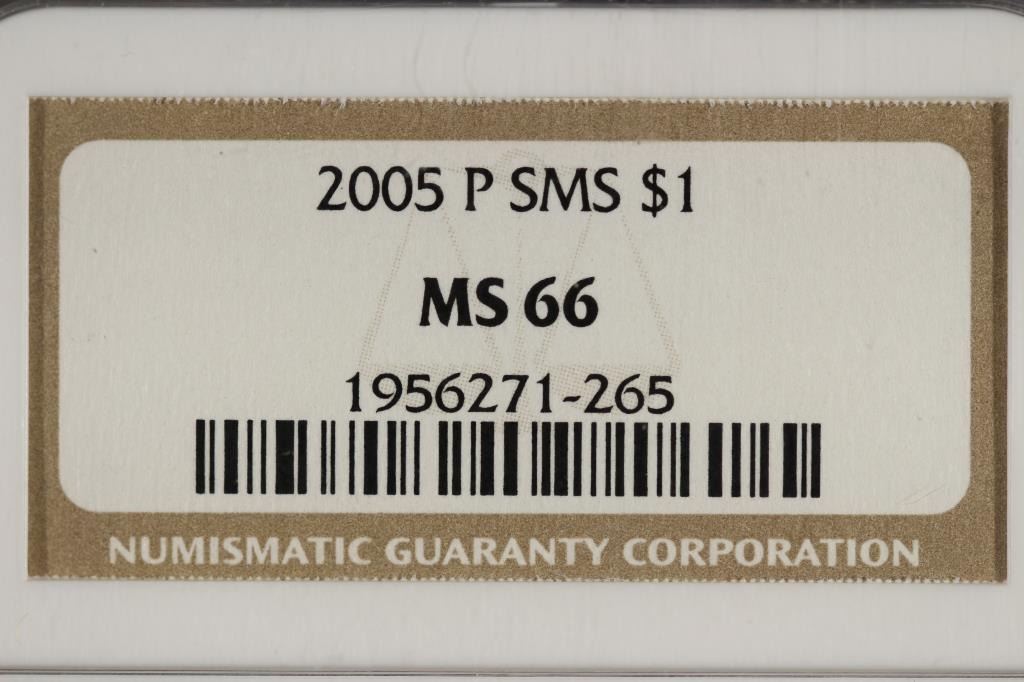 2005 P SMS $1
MS 66
1956271-265
NUMISMATIC GUARANTY CORPORATION